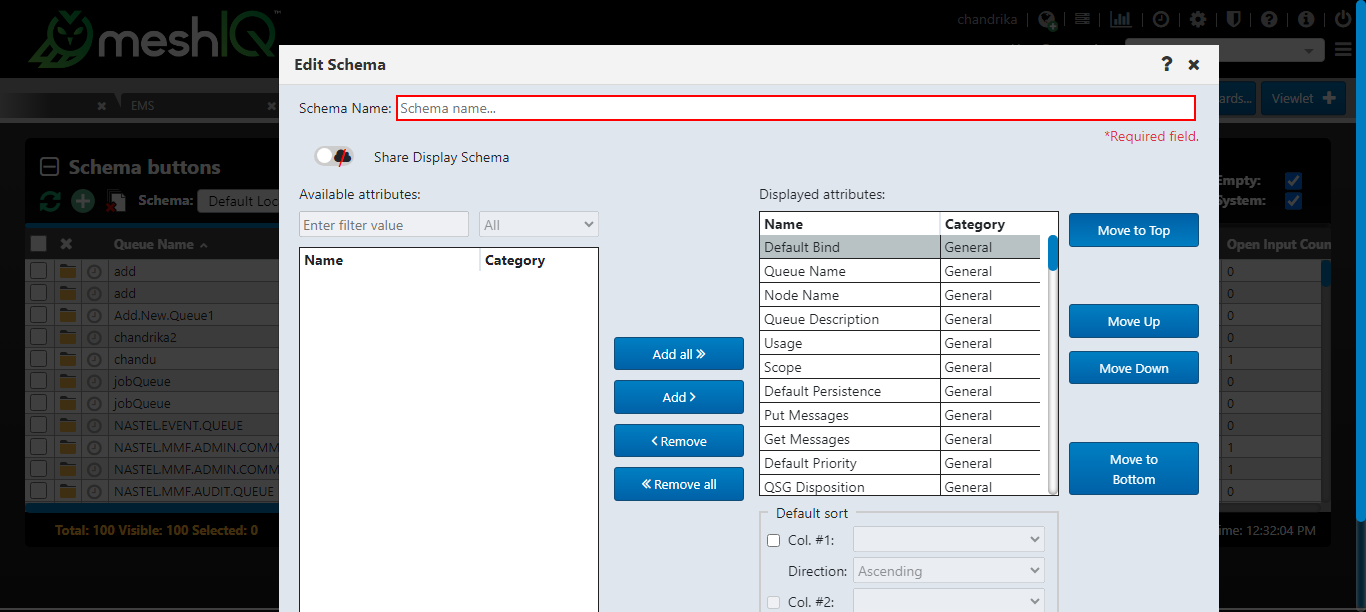 meshIQ™
chandrika
EMS
ards...
Viewlet
Edit Schema
?
Schema Name: Schema name...
*Required field.
Share Display Schema
Available attributes:
Displayed attributes:
Enter filter value
All
Name Category
Name Category
Default Bind General
Queue Name General
Node Name General
Queue Description General
Usage General
Scope General
Default Persistence General
Put Messages General
Get Messages General
Default Priority General
QSG Disposition General
Add all
Add
Remove
Remove all
Move to Top
Move Up
Move Down
Move to
Bottom
Default sort
Col. #1:
Direction: Ascending
Col. #2:
Schema buttons
Schema: Default Loc
Empty:
System:
Queue Name
Open Input Coun
add 0
add 0
Add.New.Queue1 0
chandrika2 0
chandu 1
jobQueue 0
jobQueue 0
NASTEL.EVENT.QUEUE 1
NASTEL.MMF.ADMIN.COMM 1
NASTEL.MMF.ADMIN.COMM 1
NASTEL.MMF.AUDIT.QUEUE 0
Total: 100 Visible: 100 Selected: 0
ime: 12:32:04 PM